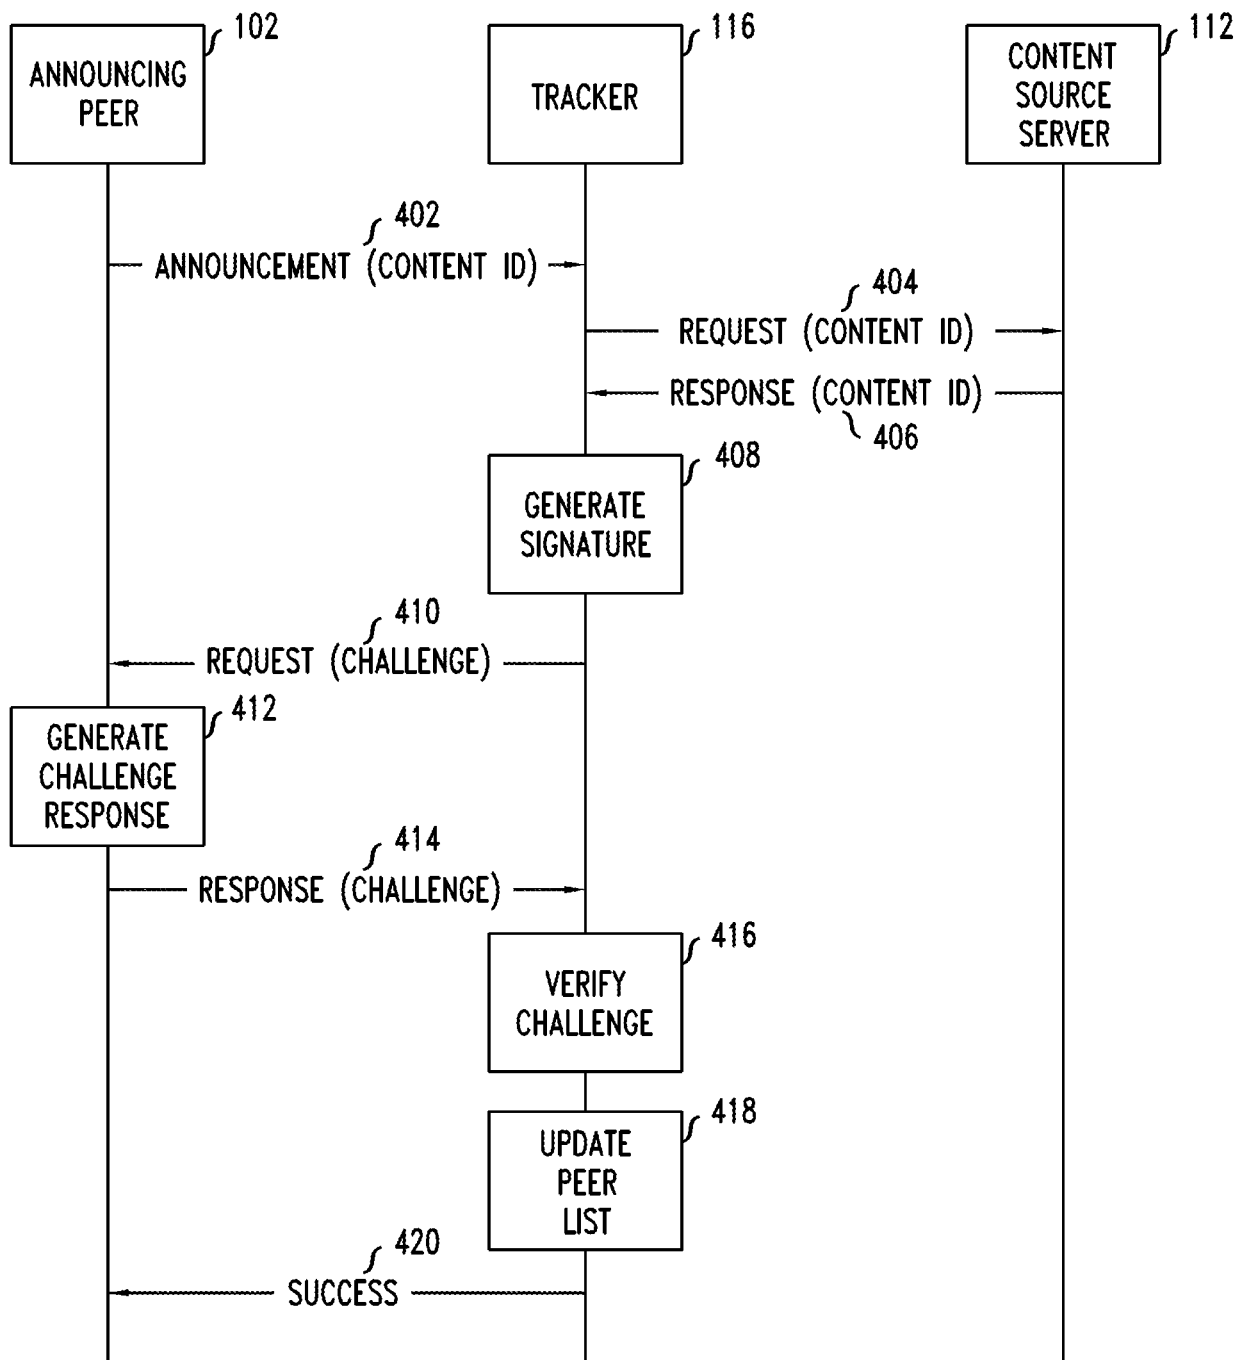 102
ANNOUNCING
PEER
116
TRACKER
112
CONTENT
SOURCE
SERVER
402
ANNOUNCEMENT (CONTENT ID)
404
REQUEST (CONTENT ID)
RESPONSE (CONTENT ID)
406
408
GENERATE
SIGNATURE
410
REQUEST (CHALLENGE)
412
GENERATE
CHALLENGE
RESPONSE
414
RESPONSE (CHALLENGE)
416
VERIFY
CHALLENGE
418
UPDATE
PEER
LIST
420
SUCCESS